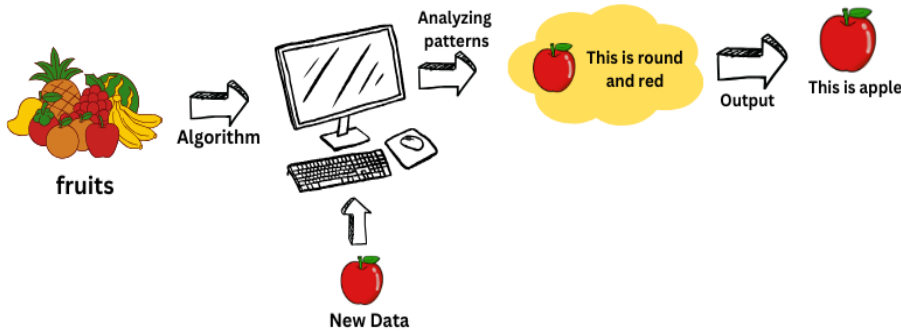 fruits
Algorithm
New Data
Analyzing
patterns
This is round
and red
Output
This is apple